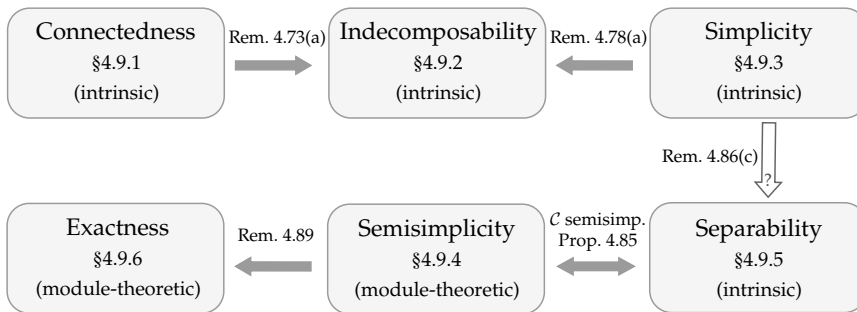 Connectedness
§4.9.1
(intrinsic)
Rem. 4.73(a)
Indecomposability
§4.9.2
(intrinsic)
Rem. 4.78(a)
Simplicity
§4.9.3
(intrinsic)
Rem. 4.86(c)
?
Exactness
§4.9.6
(module-theoretic)
Rem. 4.89
Semisimplicity
§4.9.4
(module-theoretic)
𝒞 semisimp.
Prop. 4.85
Separability
§4.9.5
(intrinsic)